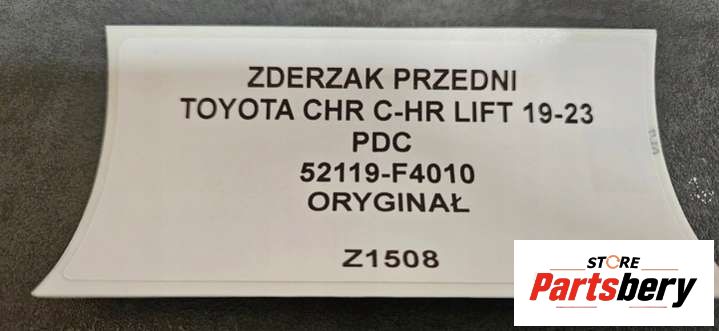 ZDERZAK PRZEDNI
TOYOTA CHR C-HR LIFT 19-23
PDC
52119-F4010
ORYGINAŁ
Z1508
STORE
Partsbery